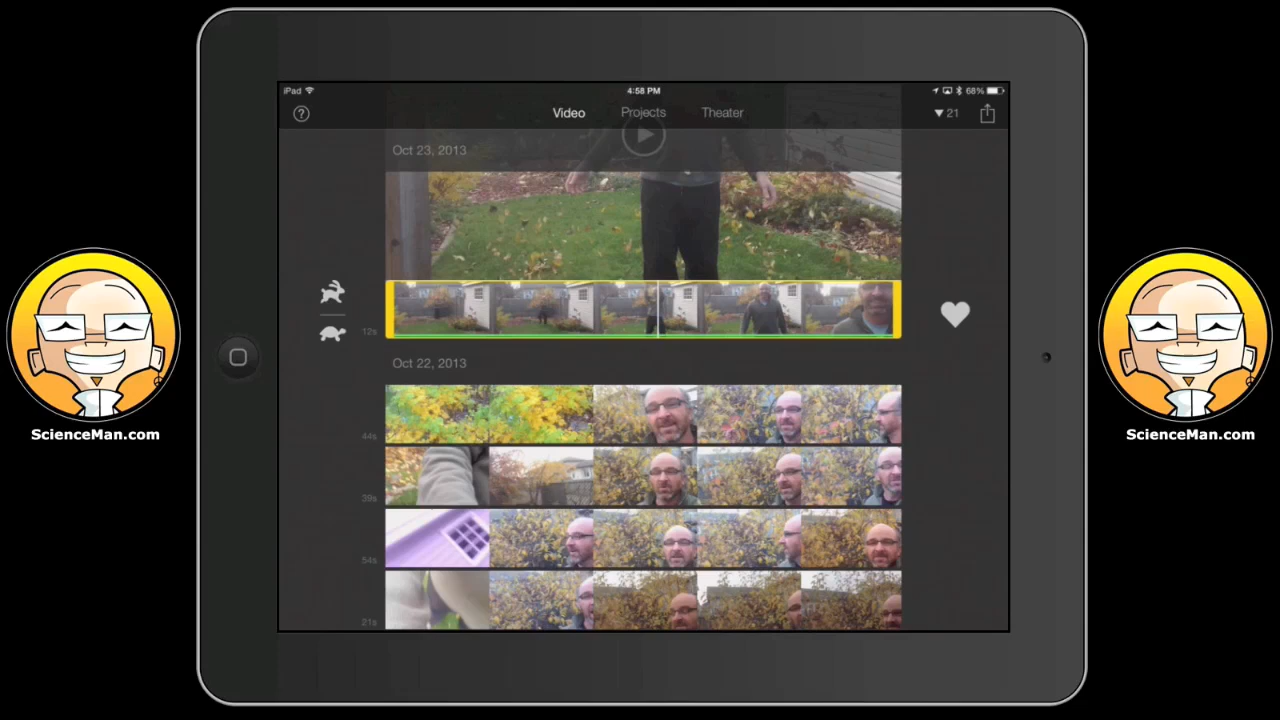 iPad
4:58 PM
68%
Video
Projects
Theater
21
Oct 23, 2013
12s
Oct 22, 2013
44s
39s
54s
21s
ScienceMan.com
ScienceMan.com